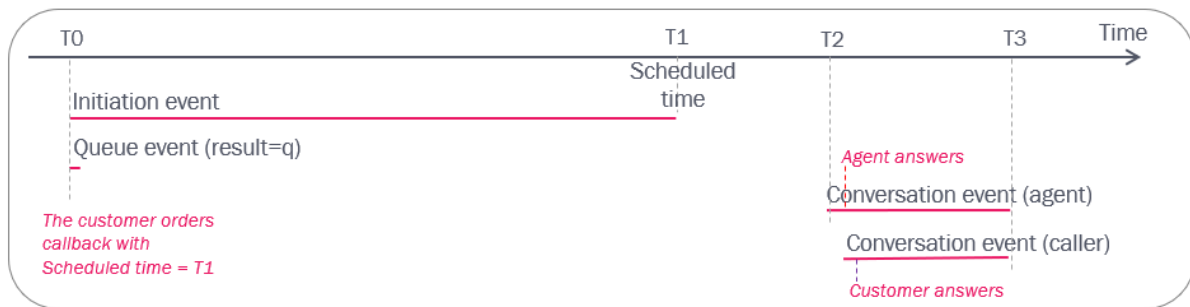 T0
T1
T2
T3
Time
Scheduled
time
Initiation event
Queue event (result=q)
Agent answers
Conversation event (agent)
The customer orders
callback with
Scheduled time = T1
Conversation event (caller)
Customer answers